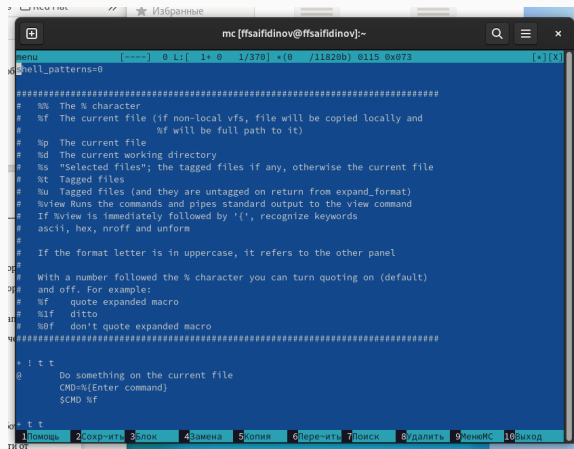 Red Hat
Избранные
mc [ffsaifidinov@ffsaifidinov]:~
menu [----] 0 L:[ 1+ 0 1/370] *(0 /11820b) 0115 0x073 [*][X]
shell_patterns=0
################################################################################
# %% The % character
# %f The current file (if non-local vfs, file will be copied locally and
# %f will be full path to it)
# %p The current file
# %d The current working directory
# %s "Selected files"; the tagged files if any, otherwise the current file
# %t Tagged files
# %u Tagged files (and they are untagged on return from expand_format)
# %view Runs the commands and pipes standard output to the view command
# If %view is immediately followed by '{', recognize keywords
# ascii, hex, nroff and unform
#
# If the format letter is in uppercase, it refers to the other panel
#
# With a number followed the % character you can turn quoting on (default)
# and off. For example:
# %f quote expanded macro
# %1f ditto
# %0f don't quote expanded macro
################################################################################
+ ! t t
@ Do something on the current file
CMD=%{Enter command}
$CMD %f
+ t t
1Помощь 2Сохр~ить 3Блок 4Замена 5Копия 6Пере~ить 7Поиск 8Удалить 9МенюMC 10Выход